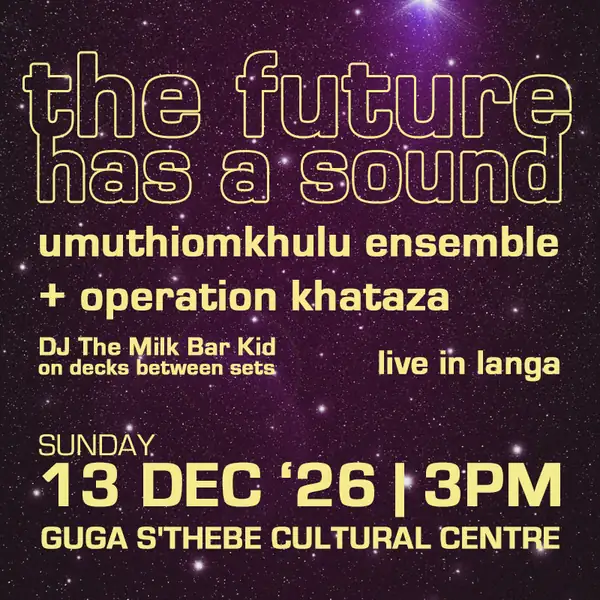 the future
has a sound
umuthiomkhulu ensemble
+ operation khataza
DJ The Milk Bar Kid
on decks between sets
live in langa
SUNDAY
13 DEC ‘26 | 3PM
GUGA S'THEBE CULTURAL CENTRE